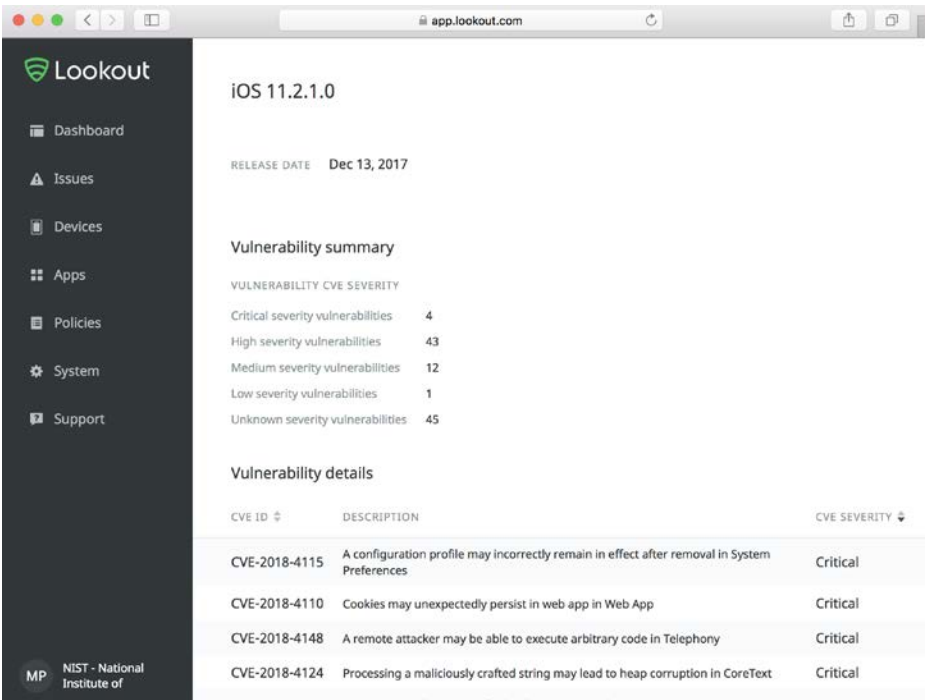 app.lookout.com
Lookout
Dashboard
Issues
Devices
Apps
Policies
System
Support
MP
NIST - National
Institute of
iOS 11.2.1.0
RELEASE DATE Dec 13, 2017
Vulnerability summary
VULNERABILITY CVE SEVERITY
Critical severity vulnerabilities 4
High severity vulnerabilities 43
Medium severity vulnerabilities 12
Low severity vulnerabilities 1
Unknown severity vulnerabilities 45
Vulnerability details
CVE ID DESCRIPTION CVE SEVERITY
CVE-2018-4115 A configuration profile may incorrectly remain in effect after removal in System Critical
Preferences
CVE-2018-4110 Cookies may unexpectedly persist in web app in Web App Critical
CVE-2018-4148 A remote attacker may be able to execute arbitrary code in Telephony Critical
CVE-2018-4124 Processing a maliciously crafted string may lead to heap corruption in CoreText Critical